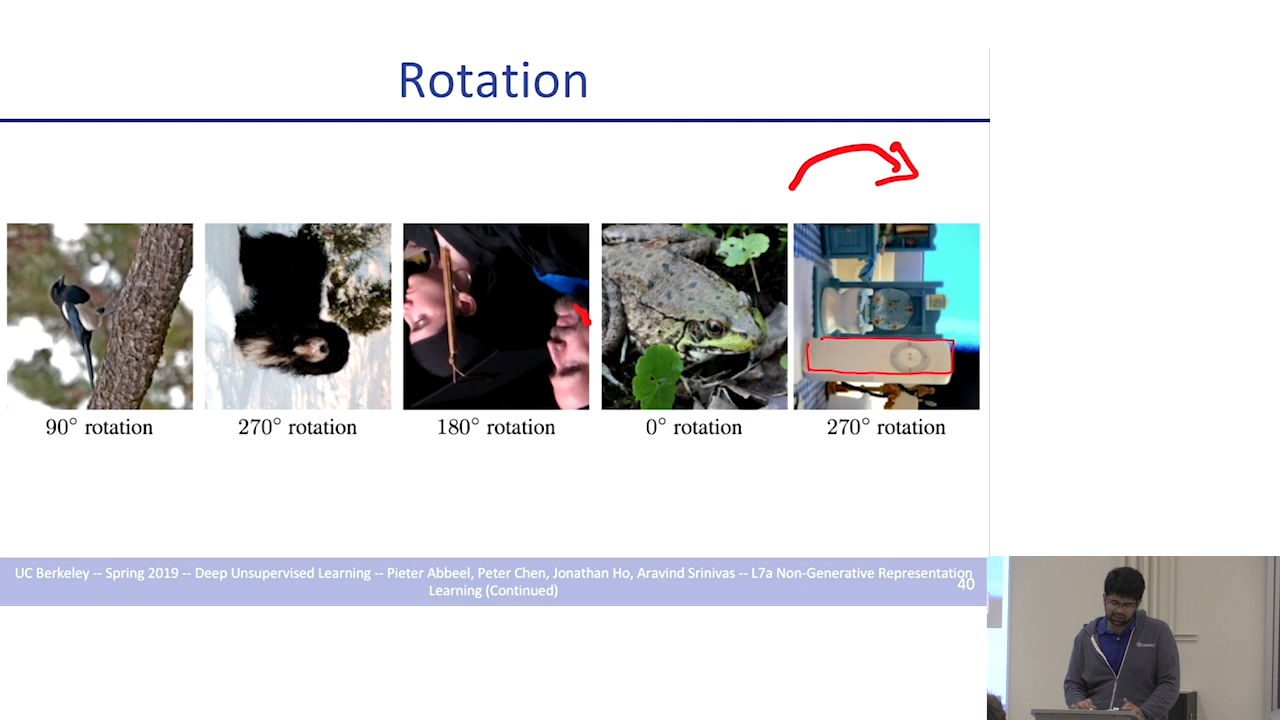 Rotation
90° rotation
270° rotation
180° rotation
0° rotation
270° rotation
UC Berkeley -- Spring 2019 -- Deep Unsupervised Learning -- Pieter Abbeel, Peter Chen, Jonathan Ho, Aravind Srinivas -- L7a Non-Generative Representation
Learning (Continued)
40